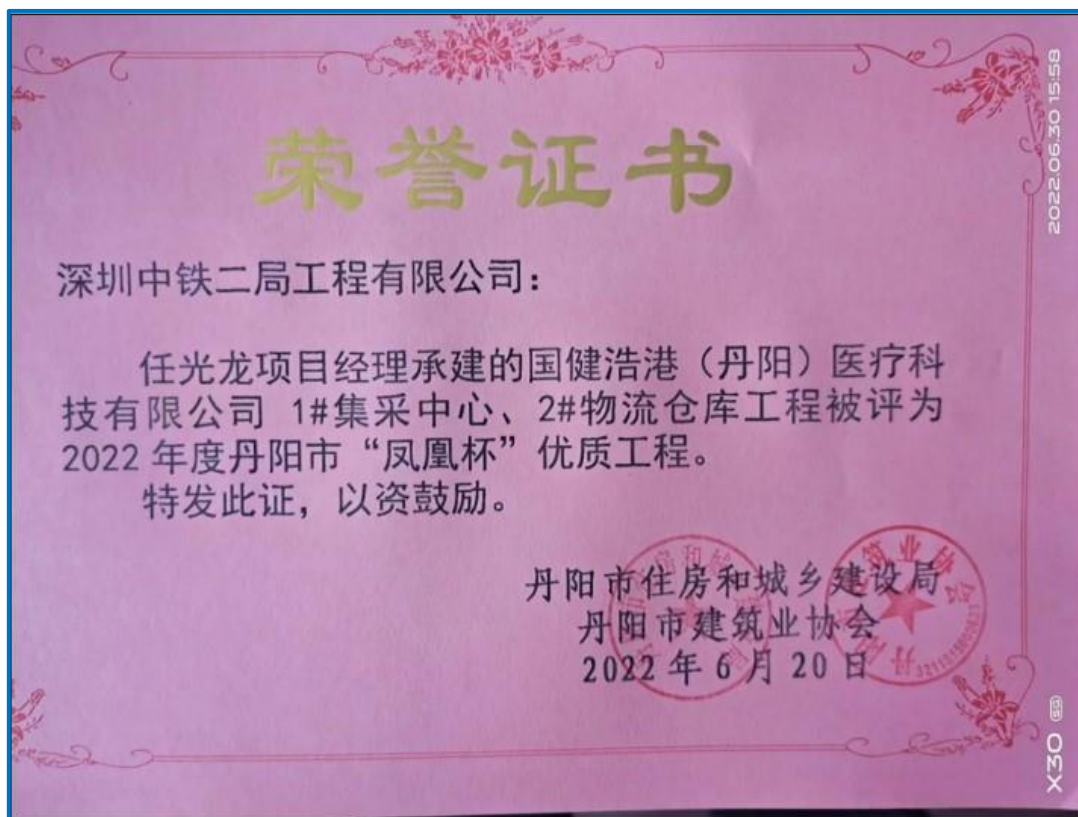 荣誉证书
深圳中铁二局工程有限公司：
任光龙项目经理承建的国健浩港（丹阳）医疗科
技有限公司 1#集采中心、2#物流仓库工程被评为
2022 年度丹阳市“凤凰杯”优质工程。
特发此证，以资鼓励。
丹阳市住房和城乡建设局
丹阳市建筑业协会
2022 年 6 月 20 日
2022.06.30 15:58
X30 5G